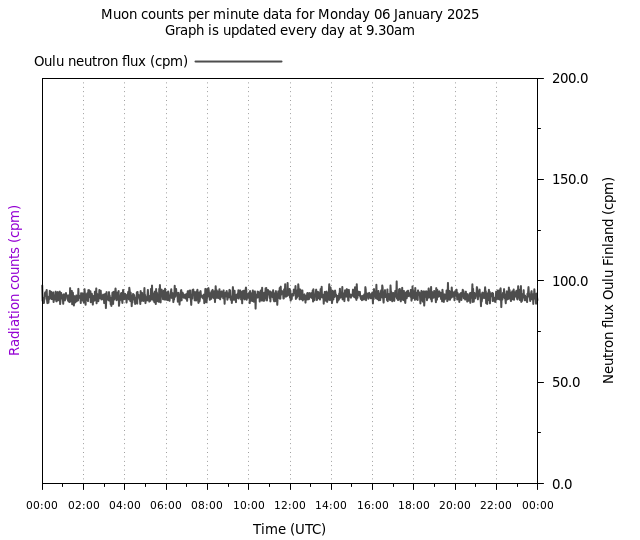 Muon counts per minute data for Monday 06 January 2025
Graph is updated every day at 9.30am
Oulu neutron flux (cpm)
200.0
150.0
100.0
50.0
0.0
Radiation counts (cpm)
Neutron flux Oulu Finland (cpm)
00:00 02:00 04:00 06:00 08:00 10:00 12:00 14:00 16:00 18:00 20:00 22:00 00:00
Time (UTC)